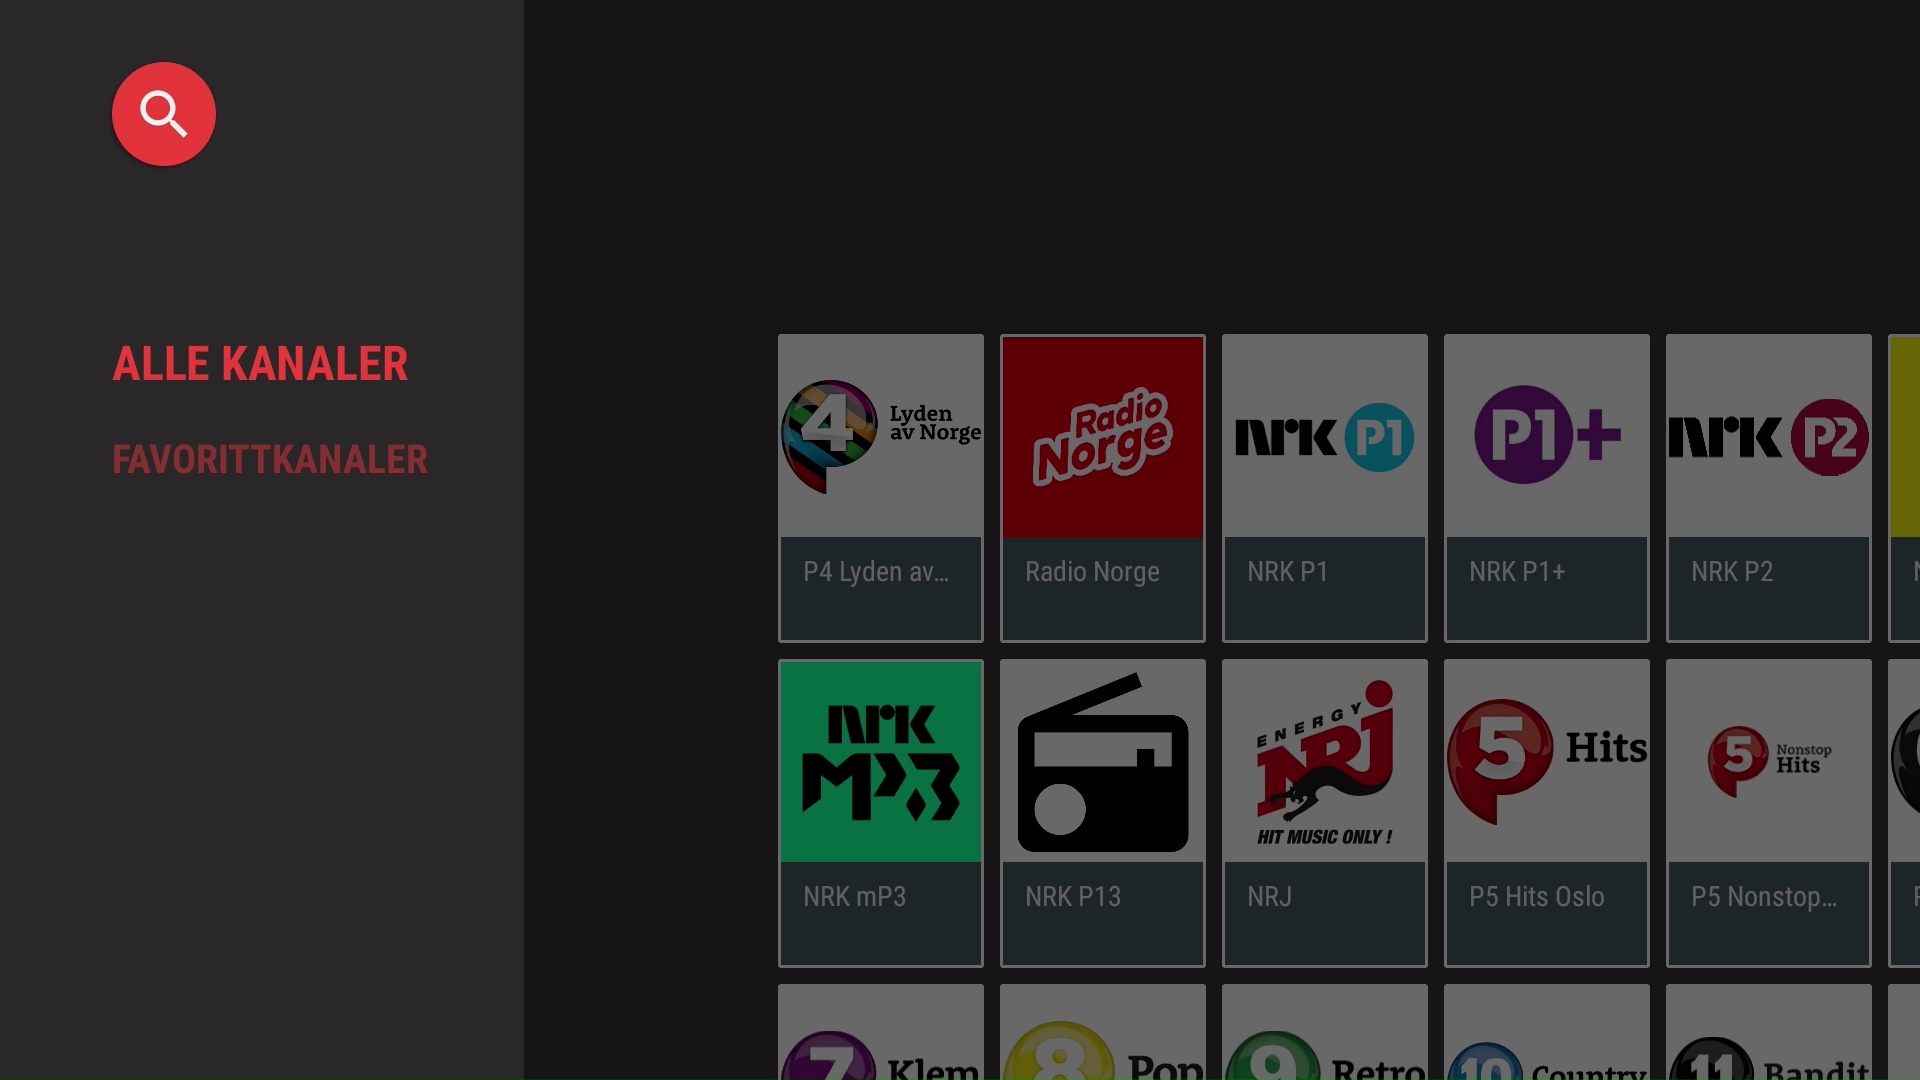 ALLE KANALER
FAVORITTKANALER
4 Lyden
av Norge
Radio
Norge
nrk P1
P1+
nrk P2
P4 Lyden av...
Radio Norge
NRK P1
NRK P1+
NRK P2
nrk
MP3
ENERGY
NRJ
HIT MUSIC ONLY !
5 Hits
5 Nonstop
Hits
NRK mP3
NRK P13
NRJ
P5 Hits Oslo
P5 Nonstop...
7 Klem
8 Pop
9 Retro
10 Country
11 Bandit